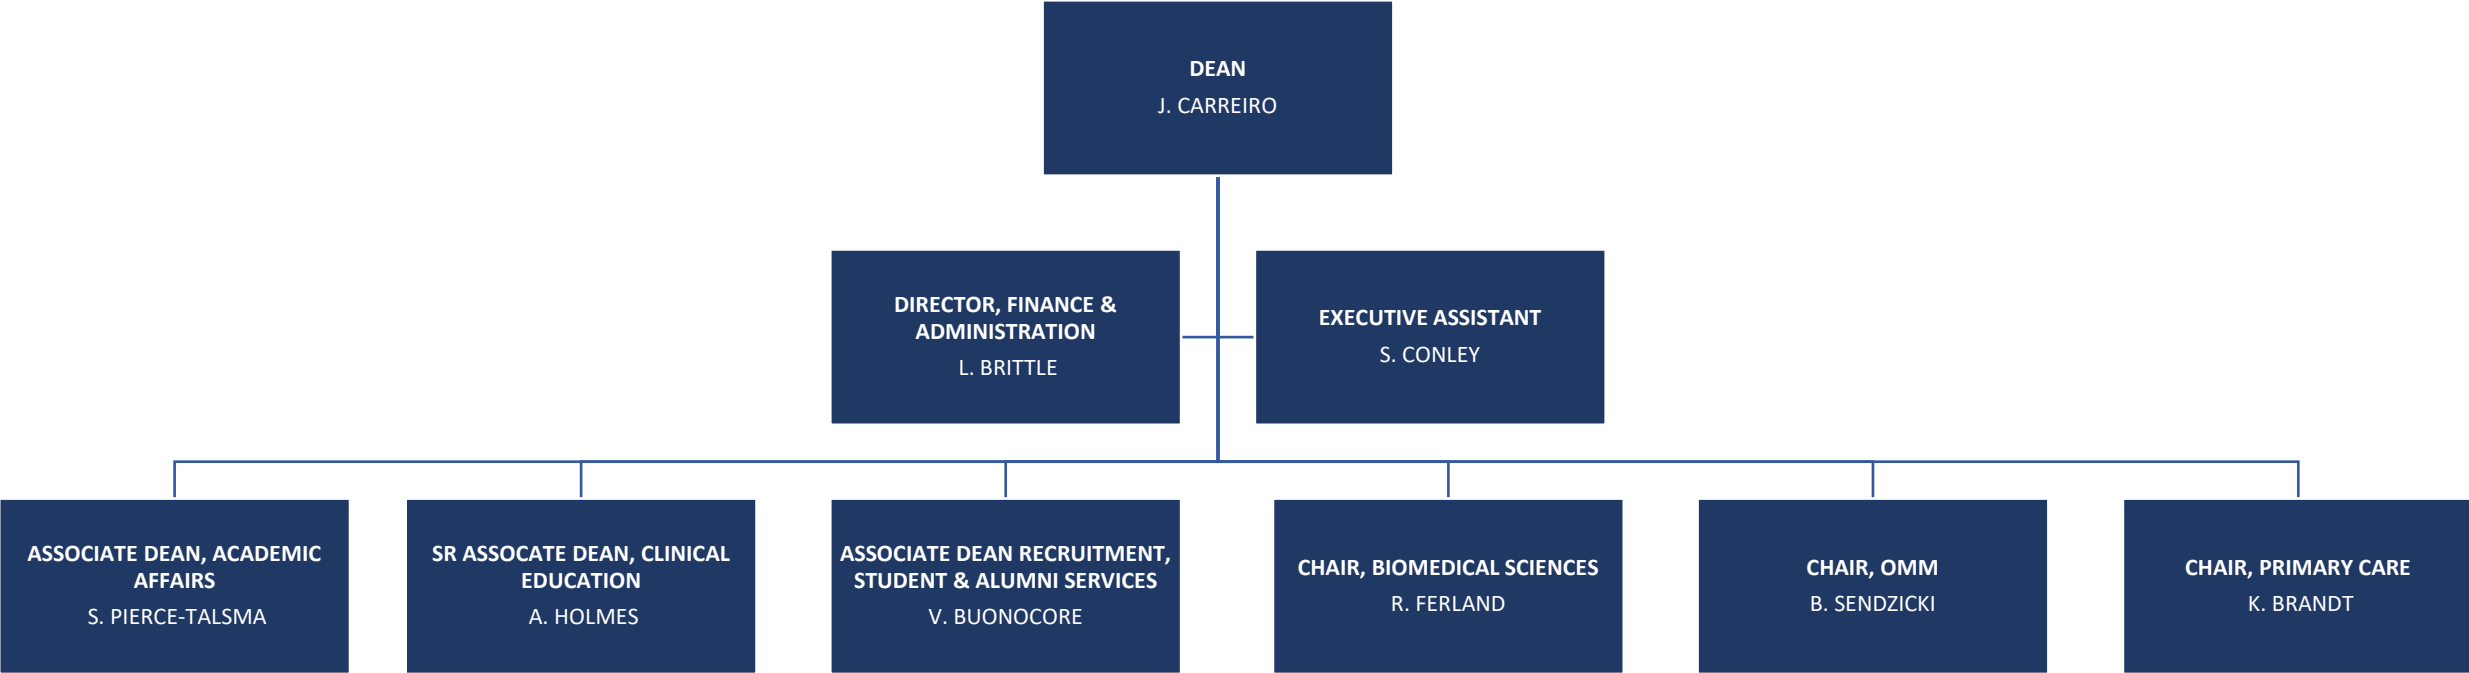 DEAN
J. CARREIRO
DIRECTOR, FINANCE &
ADMINISTRATION
L. BRITTLE
EXECUTIVE ASSISTANT
S. CONLEY
ASSOCIATE DEAN, ACADEMIC
AFFAIRS
S. PIERCE-TALSMA
SR ASSOCATE DEAN, CLINICAL
EDUCATION
A. HOLMES
ASSOCIATE DEAN RECRUITMENT,
STUDENT & ALUMNI SERVICES
V. BUONOCORE
CHAIR, BIOMEDICAL SCIENCES
R. FERLAND
CHAIR, OMM
B. SENDZICKI
CHAIR, PRIMARY CARE
K. BRANDT